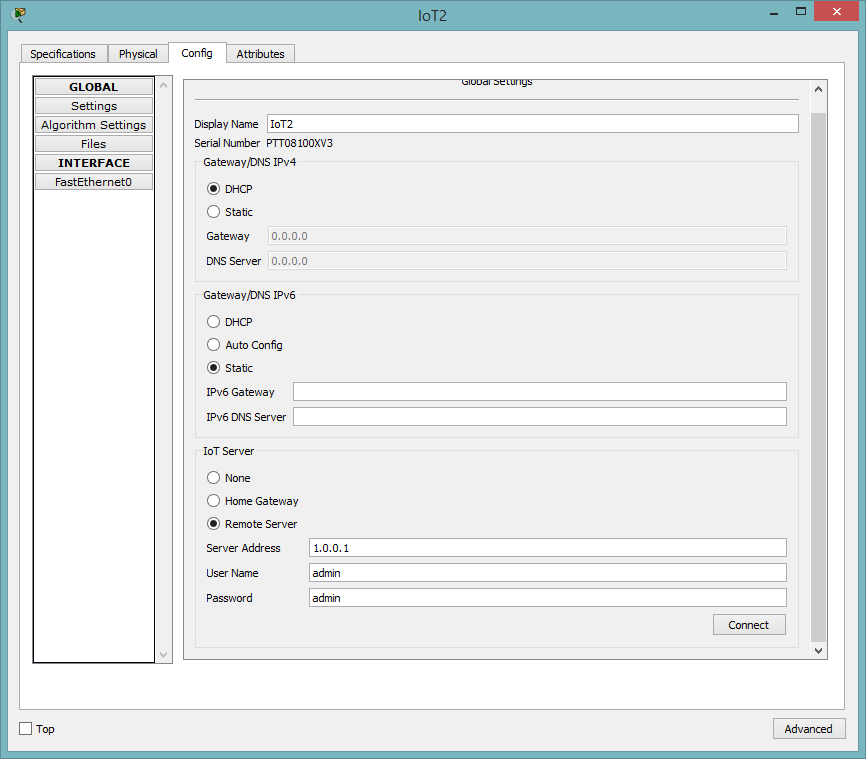 IoT2
Specifications Physical Config Attributes
GLOBAL
Settings
Algorithm Settings
Files
INTERFACE
FastEthernet0
Global Settings
Display Name IoT2
Serial Number PTT08100XV3
Gateway/DNS IPv4
DHCP
Static
Gateway 0.0.0.0
DNS Server 0.0.0.0
Gateway/DNS IPv6
DHCP
Auto Config
Static
IPv6 Gateway
IPv6 DNS Server
IoT Server
None
Home Gateway
Remote Server
Server Address 1.0.0.1
User Name admin
Password admin
Connect
Top Advanced